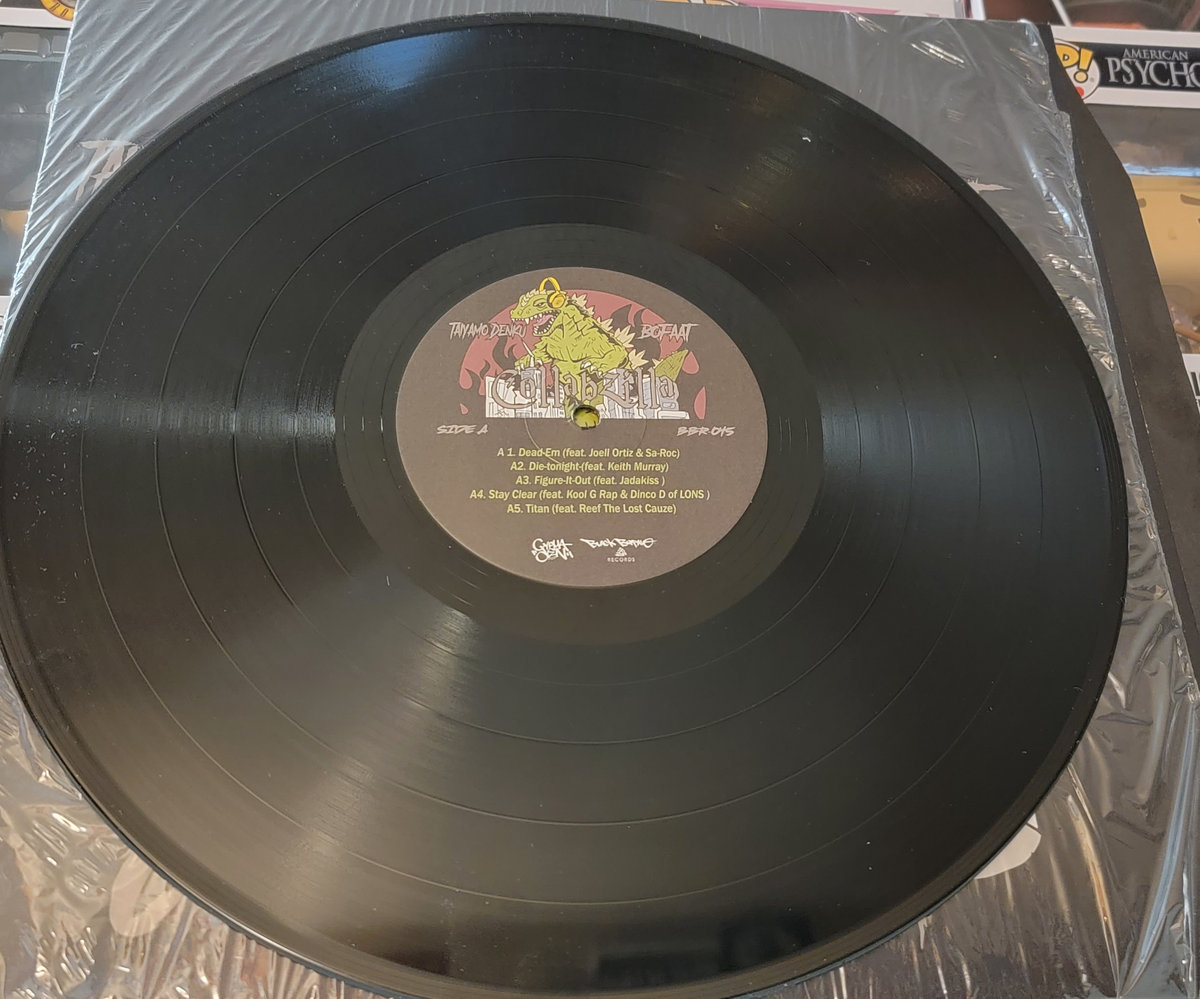 AMERICAN
PSYCHO
TAIYAMO DENKU
BOFAAT
CollabZilla
SIDE A
BBR-045
A 1. Dead-Em (feat. Joell Ortiz & Sa-Roc)
A2. Die-tonight-(feat. Keith Murray)
A3. Figure-It-Out (feat. Jadakiss )
A4. Stay Clear (feat. Kool G Rap & Dinco D of LONS )
A5. Titan (feat. Reef The Lost Cauze)
RECORDS